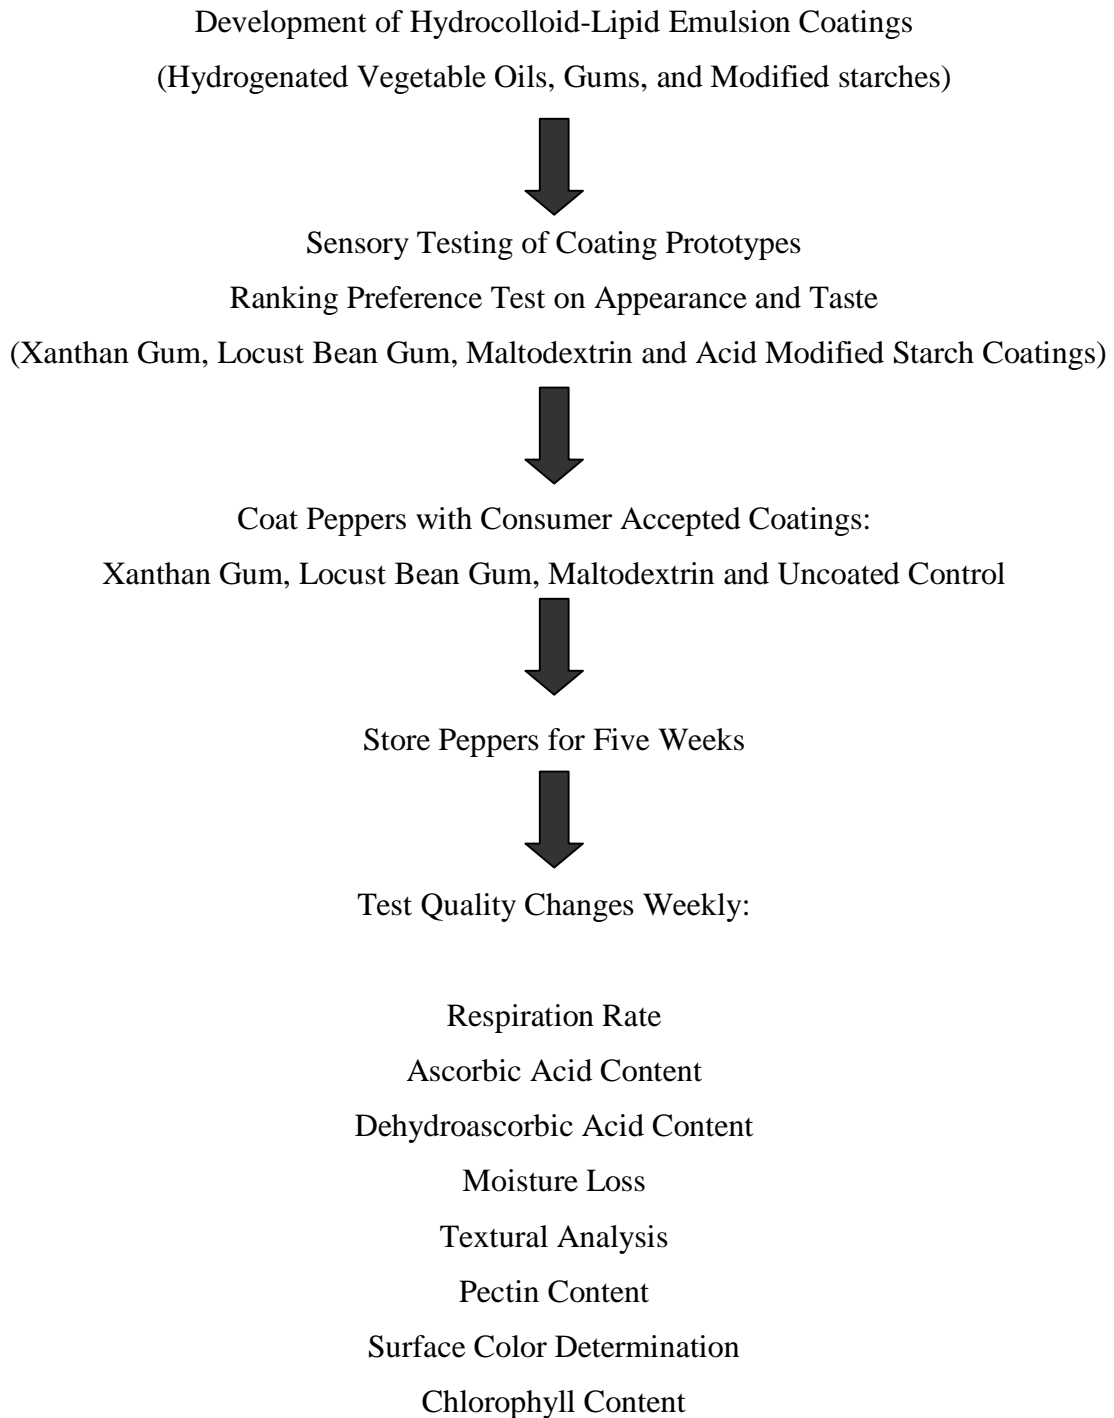 Development of Hydrocolloid-Lipid Emulsion Coatings
(Hydrogenated Vegetable Oils, Gums, and Modified starches)
Sensory Testing of Coating Prototypes
Ranking Preference Test on Appearance and Taste
(Xanthan Gum, Locust Bean Gum, Maltodextrin and Acid Modified Starch Coatings)
Coat Peppers with Consumer Accepted Coatings:
Xanthan Gum, Locust Bean Gum, Maltodextrin and Uncoated Control
Store Peppers for Five Weeks
Test Quality Changes Weekly:
Respiration Rate
Ascorbic Acid Content
Dehydroascorbic Acid Content
Moisture Loss
Textural Analysis
Pectin Content
Surface Color Determination
Chlorophyll Content